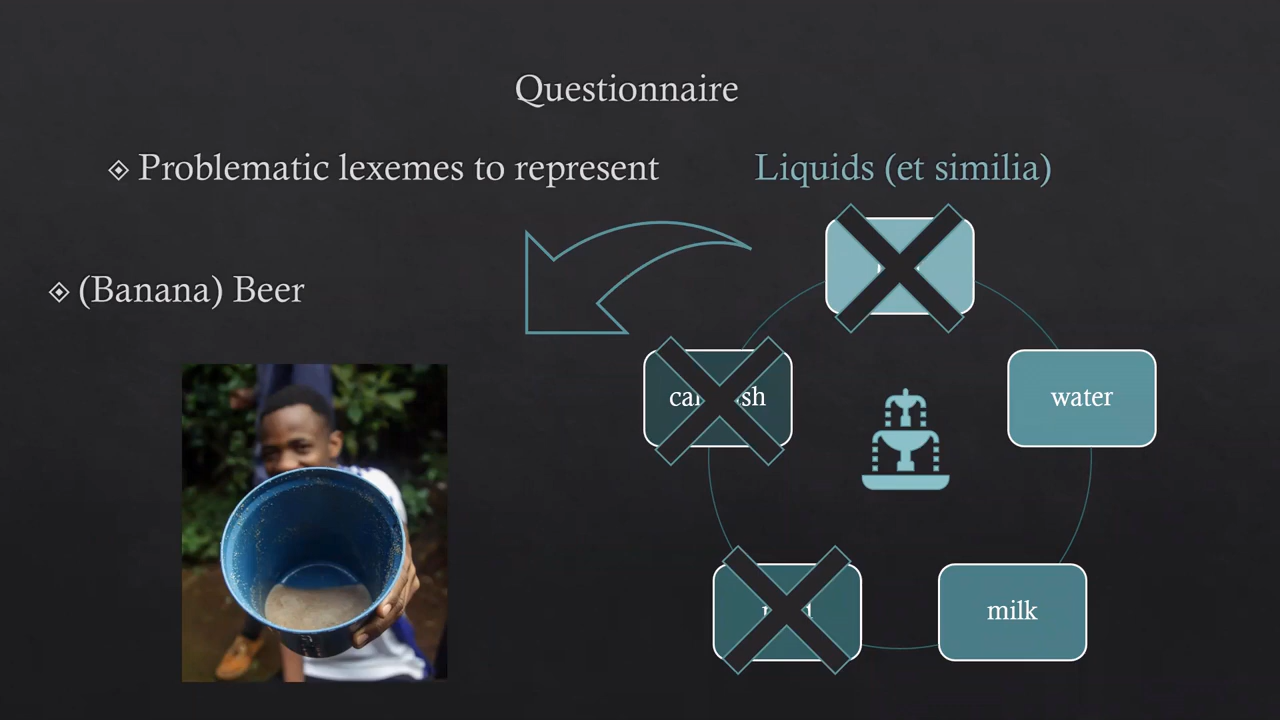 Questionnaire
Problematic lexemes to represent
Liquids (et similia)
(Banana) Beer
water
milk